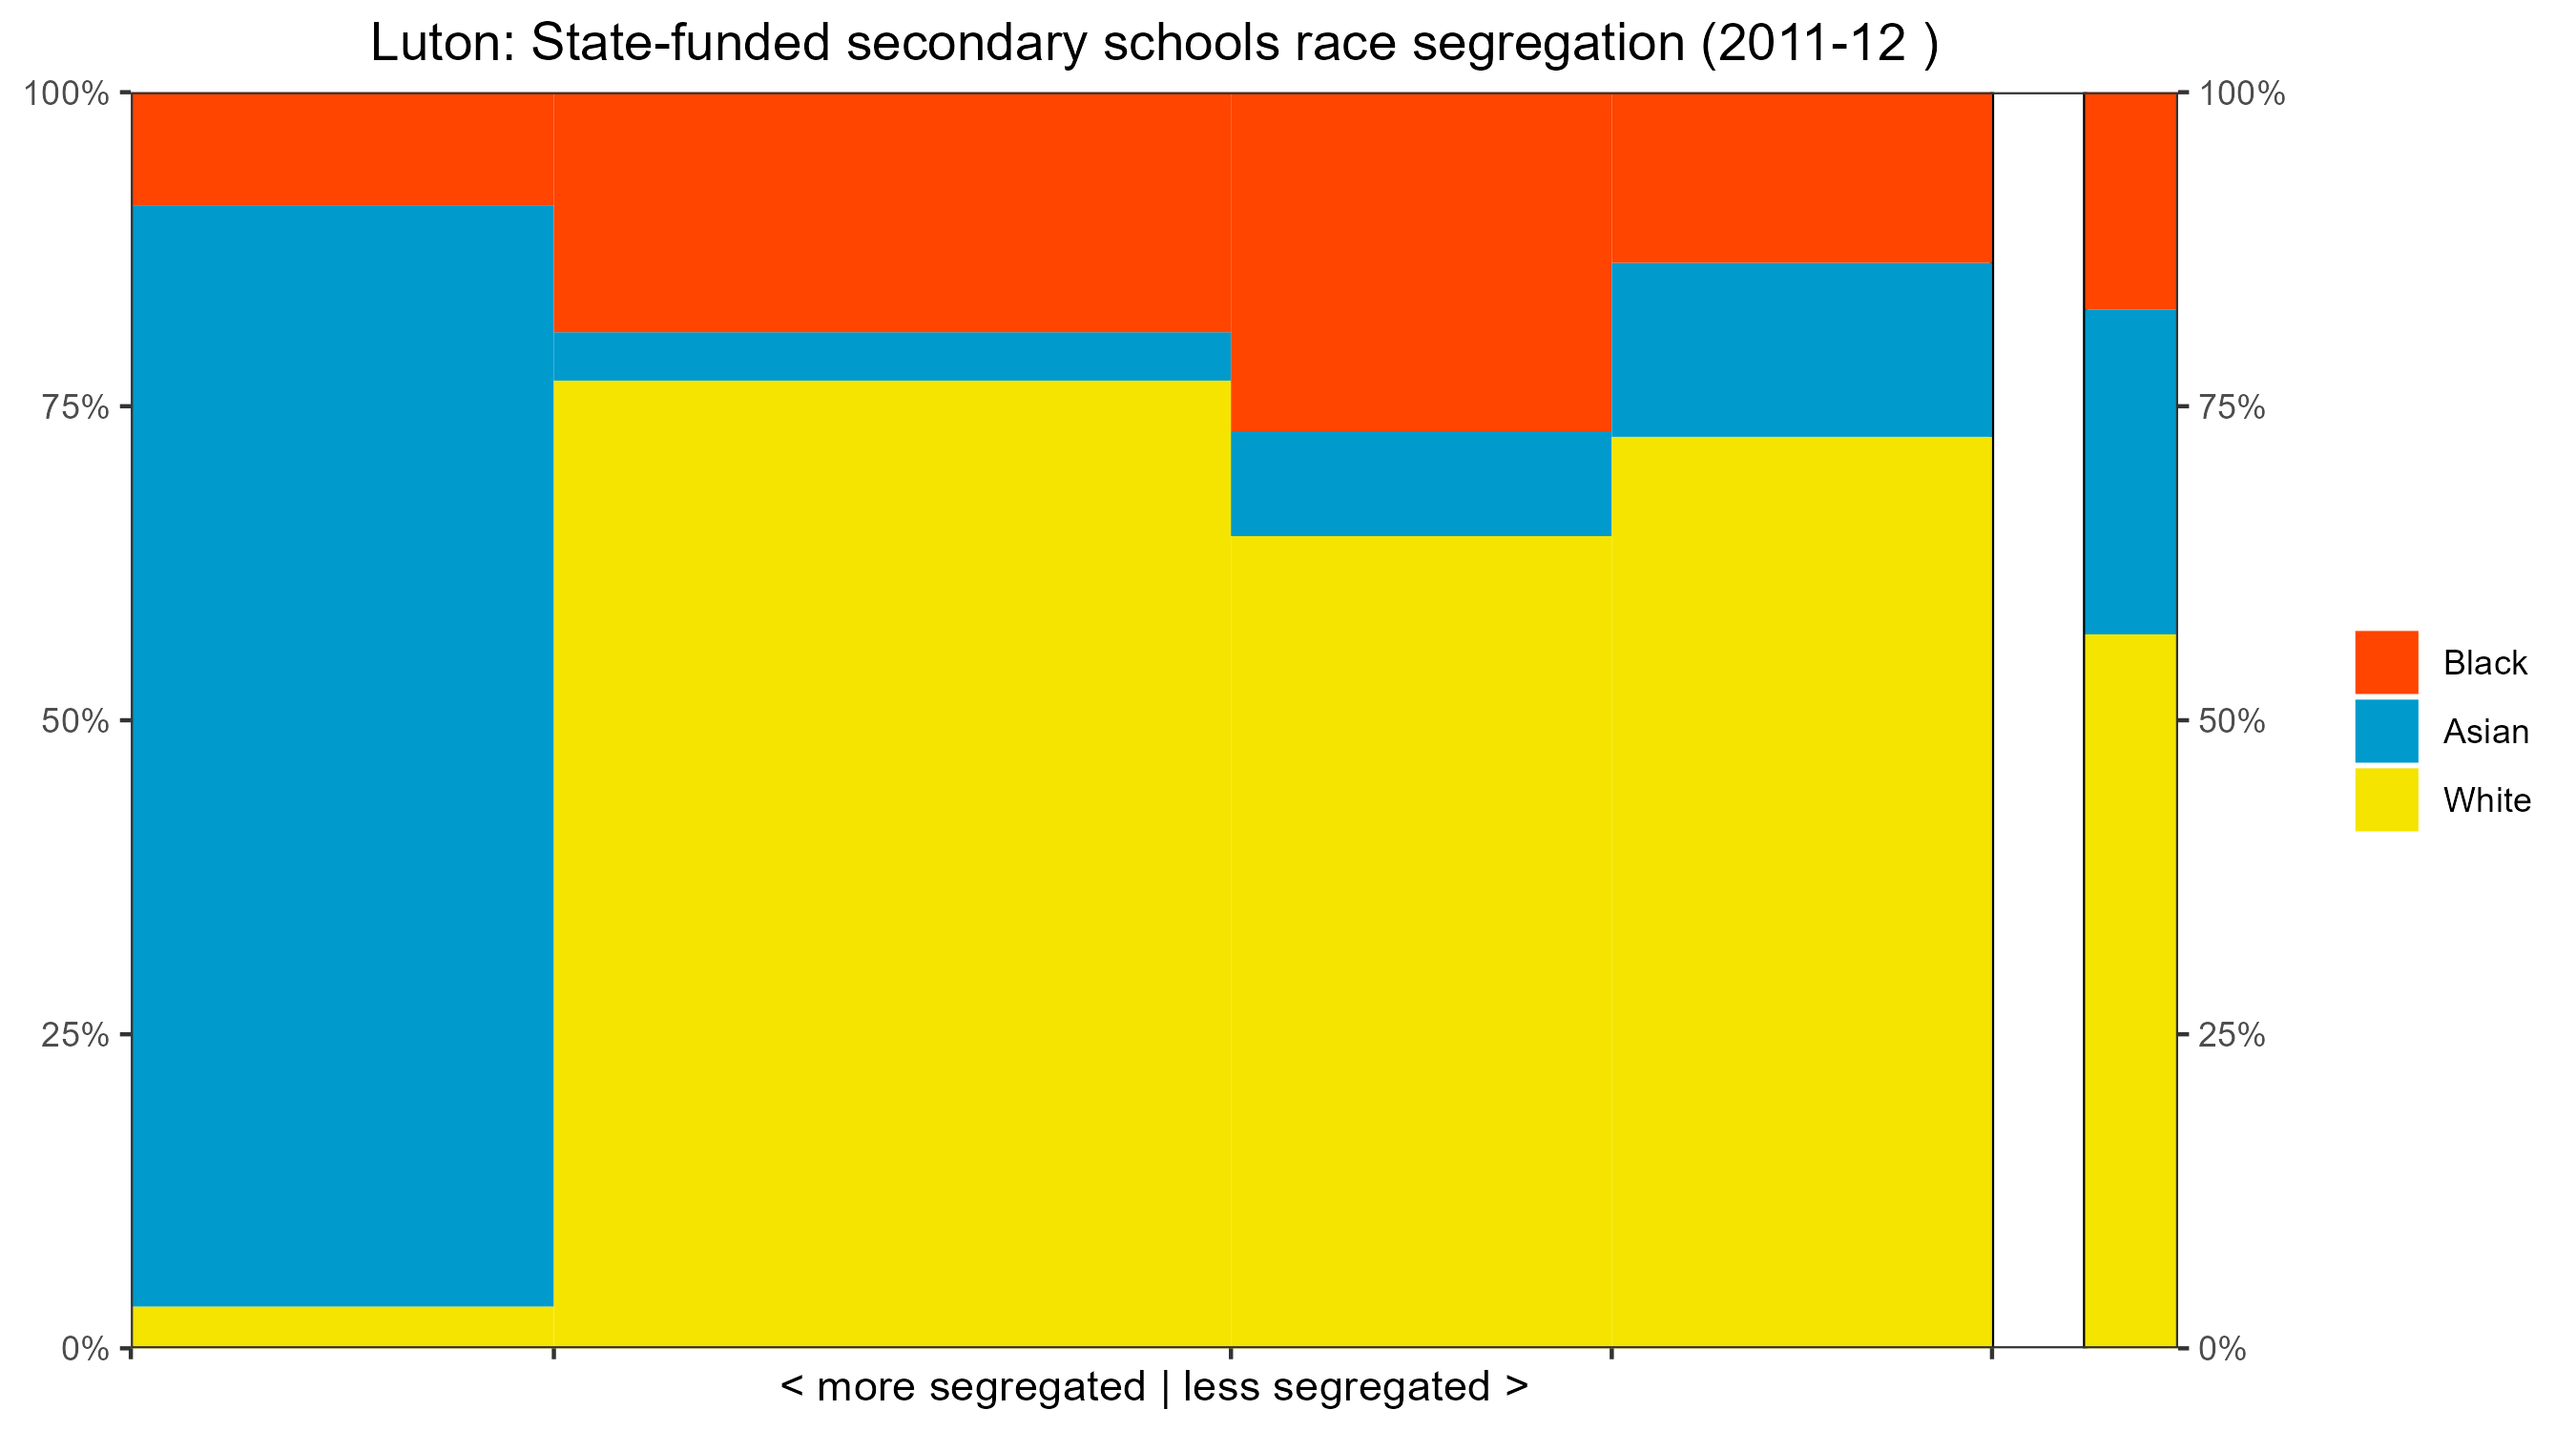 Luton: State-funded secondary schools race segregation (2011-12 )
100%
75%
50%
25%
0%
100%
75%
50%
25%
0%
Black
Asian
White
< more segregated | less segregated >